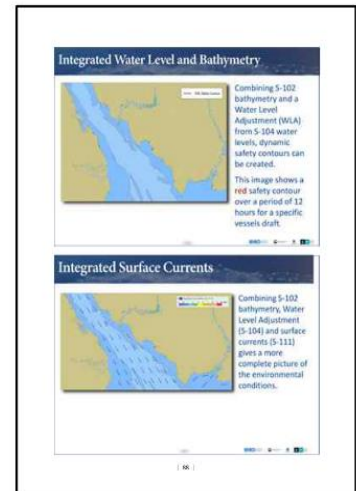 Integrated Water Level and Bathymetry
Combining S-102
bathymetry and a
Water Level
Adjustment (WLA)
from S-104 water
levels, dynamic
safety contours can
be created.
This image shows a
red safety contour
over a period of 12
hours for a specific
vessels draft
Integrated Surface Currents
Combining S-102
bathymetry, Water
Level Adjustment
(S-104) and surface
currents (S-111)
gives a more
complete picture of
the environmental
conditions.
| 88 |